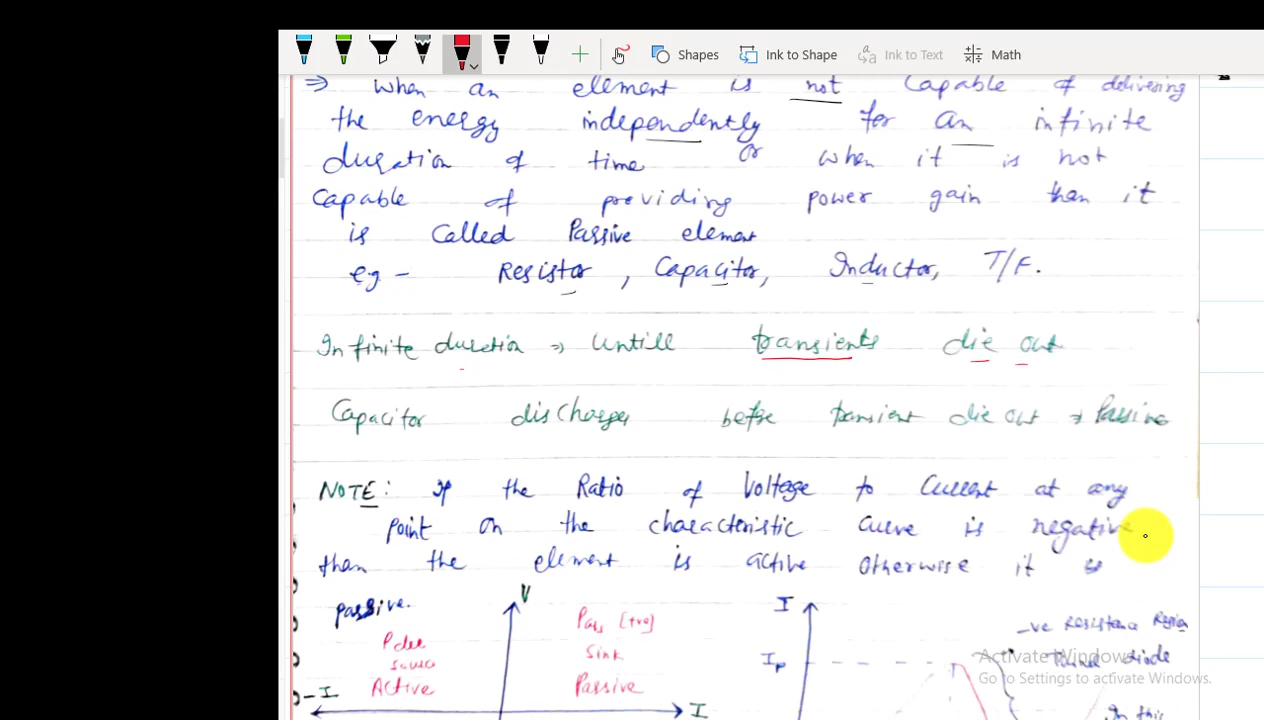 Shapes Ink to Shape Ink to Text Math
⇒ when an element is not capable of delivering
the energy independently for an infinite
duration of time or when it is not
Capable of providing power gain then it
is Called Passive element
eg - Resistor, Capacitor, Inductor, T/F.
Infinite duration ⇒ Untill transients die out
Capacitor discharges before transient die out ⇒ Passive
NOTE: If the Ratio of Voltage to Current at any
point on the characteristic curve is negative
then the element is active otherwise it is
passive.
V
I
Pass (+ve)
-ve Resistance Region
Pdel
Sink
Ip
diode
Active
Passive
Activate Windows
Go to Settings to activate Windows.
-I
I
In this